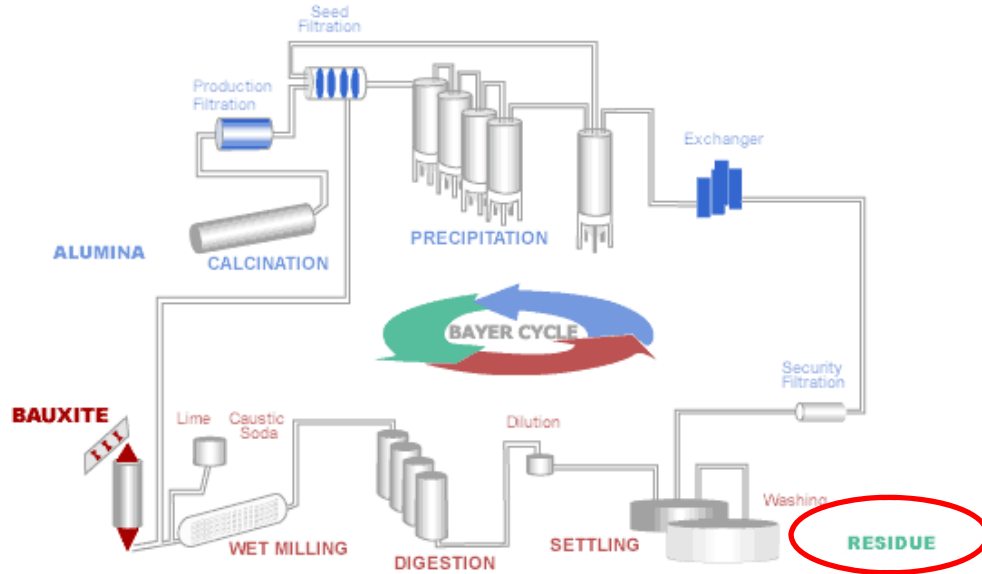 Seed
Filtration
Production
Filtration
Exchanger
PRECIPITATION
ALUMINA
CALCINATION
BAYER CYCLE
Security
Filtration
BAUXITE
Lime
Caustic
Soda
Dilution
Washing
WET MILLING
DIGESTION
SETTLING
RESIDUE